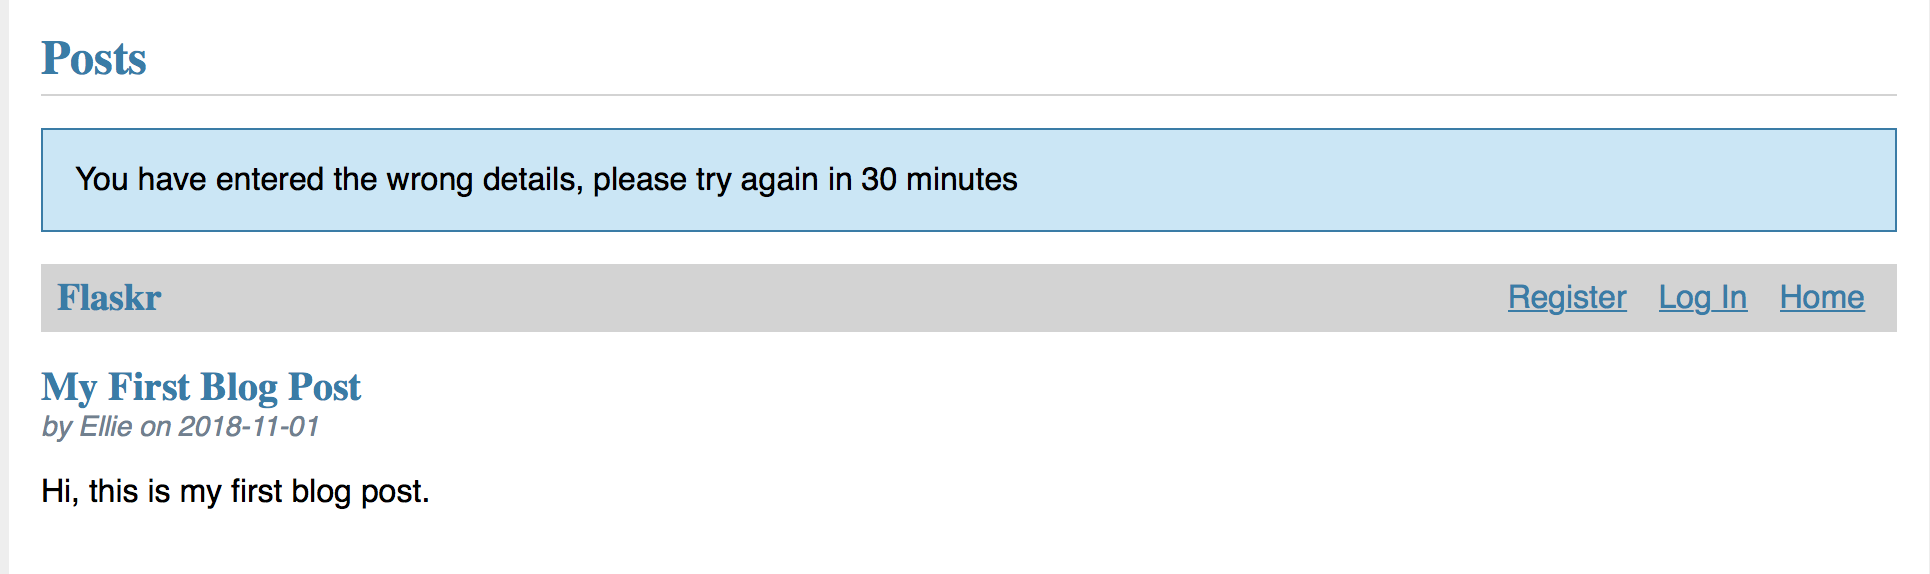 Posts
You have entered the wrong details, please try again in 30 minutes
Flaskr Register Log In Home
My First Blog Post
by Ellie on 2018-11-01
Hi, this is my first blog post.